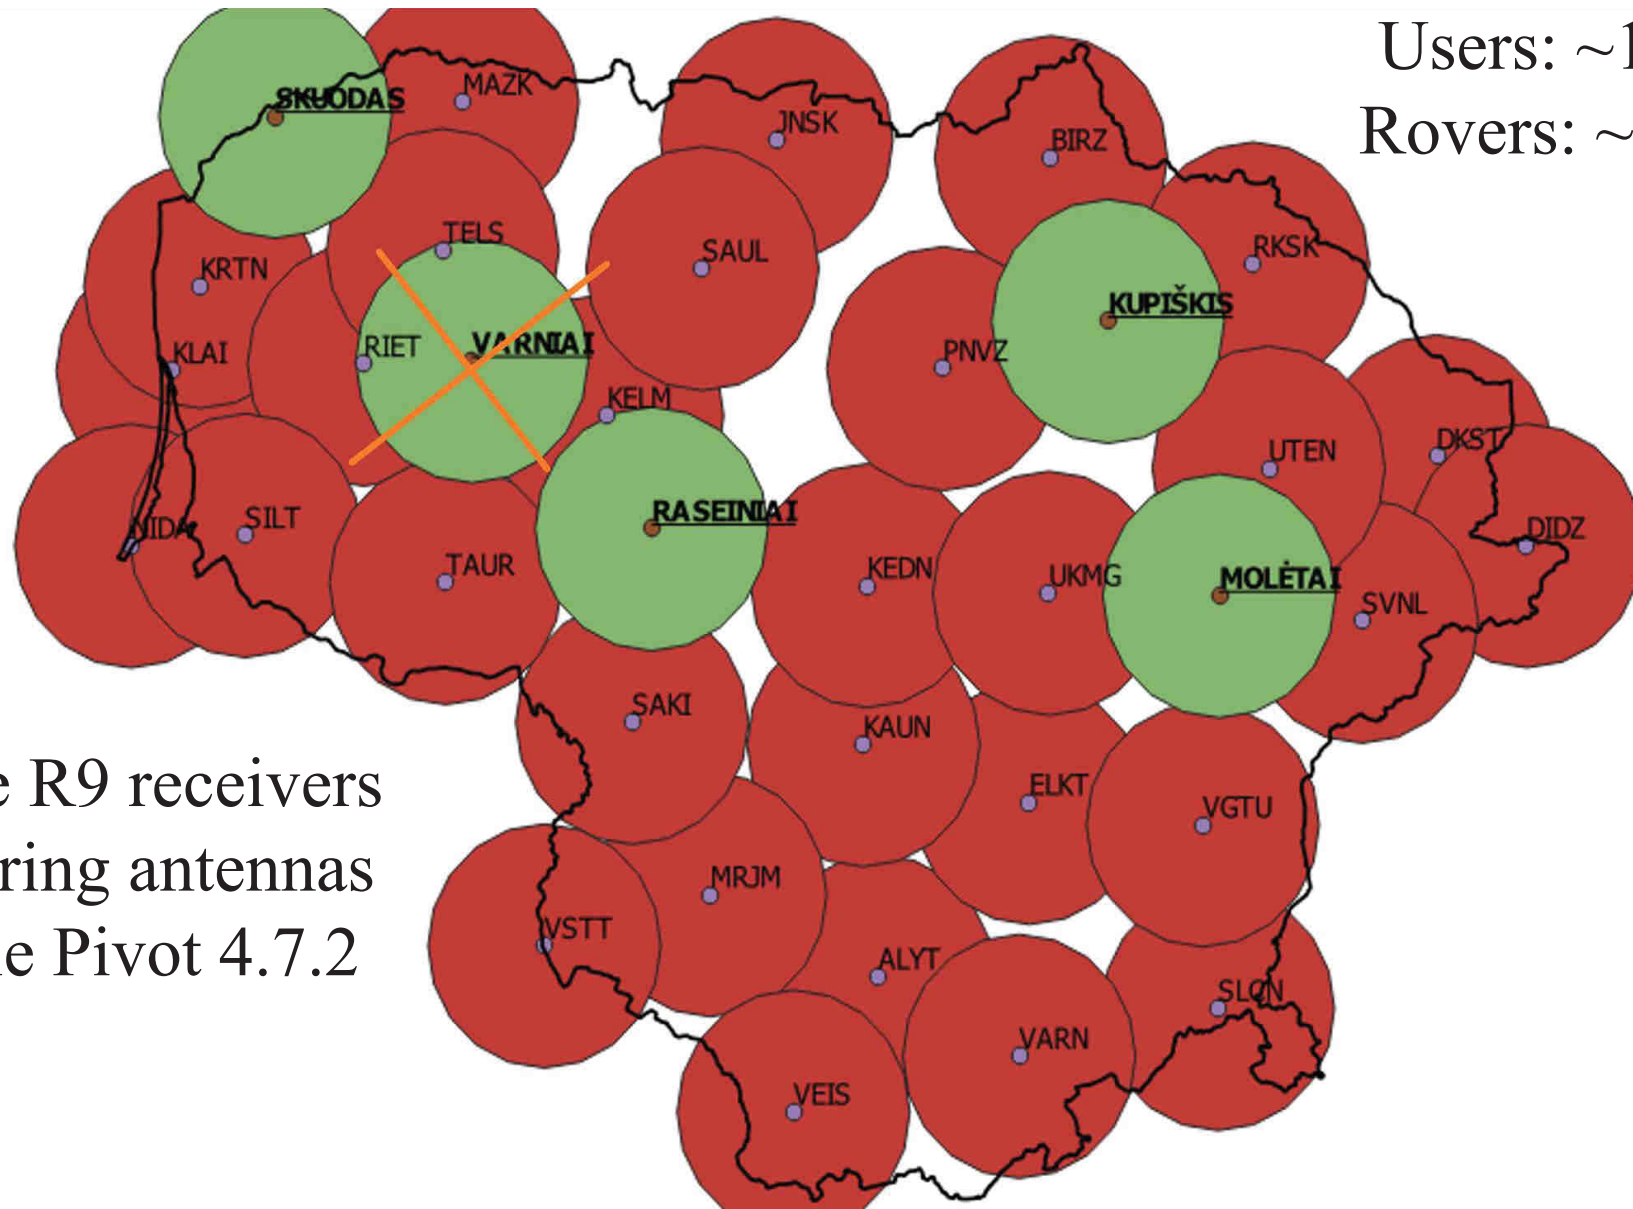 Users: ~1
Rovers: ~
SKUODAS
MAZK
JNSK
BIRZ
TELS
SAUL
RKSK
KRTN
KUPIŠKIS
KLAI
RIET
VARNIAI
PNVZ
KELM
UTEN
DKST
NIDA
SILT
RASEINIAI
DIDZ
TAUR
KEDN
UKMG
MOLĖTAI
SVNL
SAKI
KAUN
ELKT
VGTU
e R9 receivers
ring antennas
e Pivot 4.7.2
MRJM
VSTT
ALYT
SLCN
VARN
VEIS